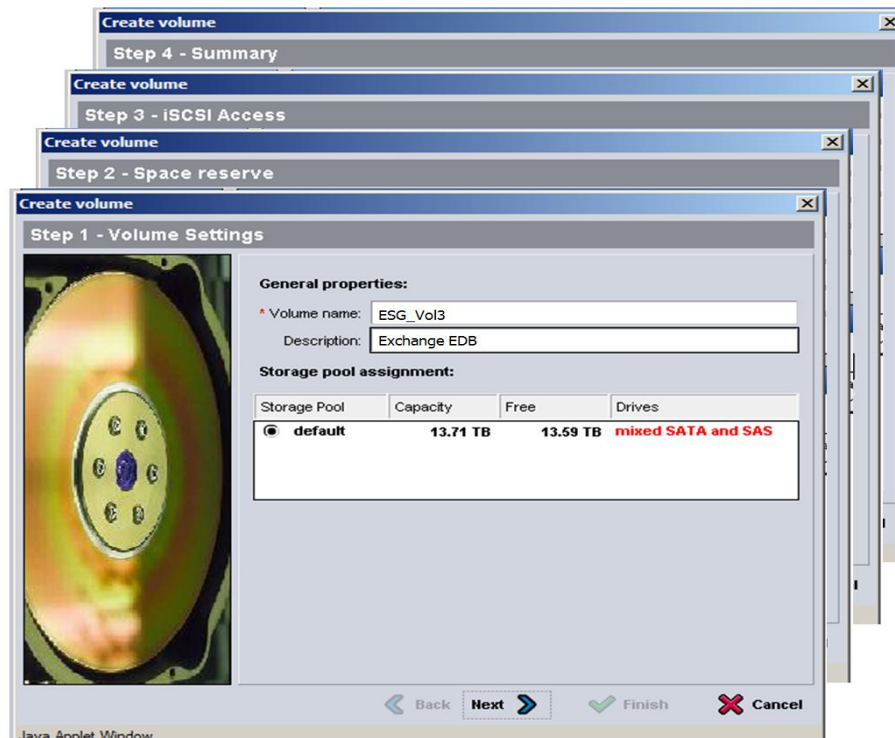 Create volume
Step 4 - Summary
Create volume
Step 3 - iSCSI Access
Create volume
Step 2 - Space reserve
Create volume
Step 1 - Volume Settings
General properties:
* Volume name: ESG_Vol3
Description: Exchange EDB
Storage pool assignment:
Storage Pool Capacity Free Drives
default 13.71 TB 13.59 TB mixed SATA and SAS
Back Next Finish Cancel
Java Applet Window